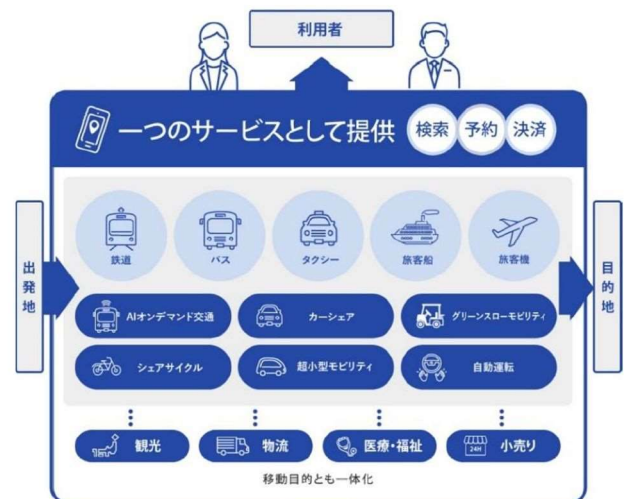 利用者
一つのサービスとして提供 検索 予約 決済
出発地
鉄道 バス タクシー 旅客船 旅客機
目的地
AIオンデマンド交通 カーシェア グリーンスローモビリティ
シェアサイクル 超小型モビリティ 自動運転
観光 物流 医療・福祉 24H 小売り
移動目的とも一体化